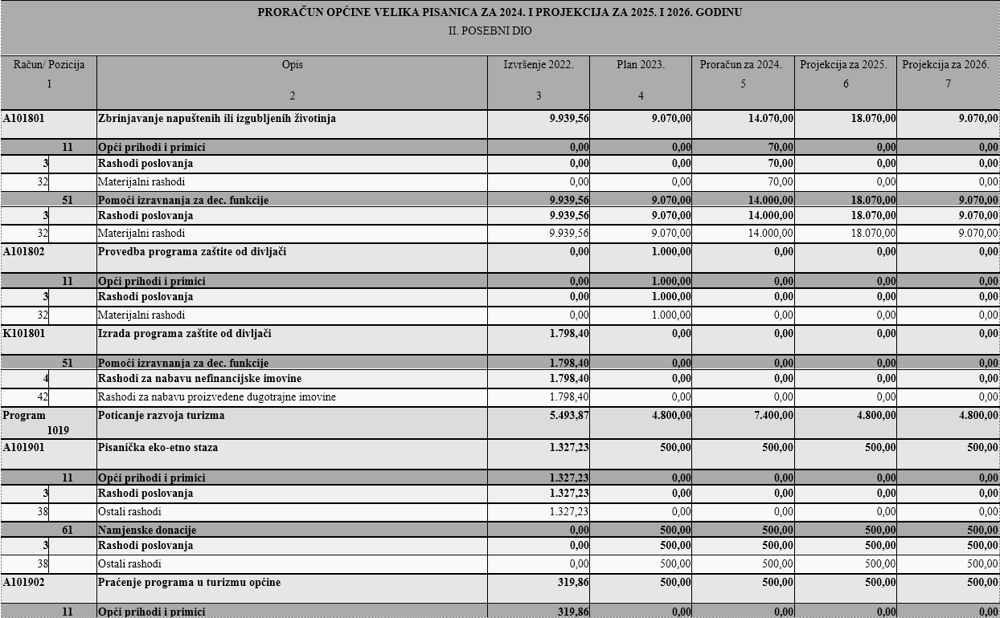 PRORAČUN OPĆINE VELIKA PISANICA ZA 2024. I PROJEKCIJA ZA 2025. I 2026. GODINU
II. POSEBNI DIO
Račun/ Pozicija Opis Izvršenje 2022. Plan 2023. Proračun za 2024. Projekcija za 2025. Projekcija za 2026.
1 2 3 4 5 6 7
A101801 Zbrinjavanje napuštenih ili izgubljenih životinja 9.939,56 9.070,00 14.070,00 18.070,00 9.070,00
11 Opći prihodi i primici 0,00 0,00 70,00 0,00 0,00
3 Rashodi poslovanja 0,00 0,00 70,00 0,00 0,00
32 Materijalni rashodi 0,00 0,00 70,00 0,00 0,00
51 Pomoći izravnanja za dec. funkcije 9.939,56 9.070,00 14.000,00 18.070,00 9.070,00
3 Rashodi poslovanja 9.939,56 9.070,00 14.000,00 18.070,00 9.070,00
32 Materijalni rashodi 9.939,56 9.070,00 14.000,00 18.070,00 9.070,00
A101802 Provedba programa zaštite od divljači 0,00 1.000,00 0,00 0,00 0,00
11 Opći prihodi i primici 0,00 1.000,00 0,00 0,00 0,00
3 Rashodi poslovanja 0,00 1.000,00 0,00 0,00 0,00
32 Materijalni rashodi 0,00 1.000,00 0,00 0,00 0,00
K101801 Izrada programa zaštite od divljači 1.798,40 0,00 0,00 0,00 0,00
51 Pomoći izravnanja za dec. funkcije 1.798,40 0,00 0,00 0,00 0,00
4 Rashodi za nabavu nefinancijske imovine 1.798,40 0,00 0,00 0,00 0,00
42 Rashodi za nabavu proizvedene dugotrajne imovine 1.798,40 0,00 0,00 0,00 0,00
Program Poticanje razvoja turizma 5.493,87 4.800,00 7.400,00 4.800,00 4.800,00
1019
A101901 Pisanička eko-etno staza 1.327,23 500,00 500,00 500,00 500,00
11 Opći prihodi i primici 1.327,23 0,00 0,00 0,00 0,00
3 Rashodi poslovanja 1.327,23 0,00 0,00 0,00 0,00
38 Ostali rashodi 1.327,23 0,00 0,00 0,00 0,00
61 Namjenske donacije 0,00 500,00 500,00 500,00 500,00
3 Rashodi poslovanja 0,00 500,00 500,00 500,00 500,00
38 Ostali rashodi 0,00 500,00 500,00 500,00 500,00
A101902 Praćenje programa u turizmu općine 319,86 500,00 500,00 500,00 500,00
11 Opći prihodi i primici 319,86 0,00 0,00 0,00 0,00